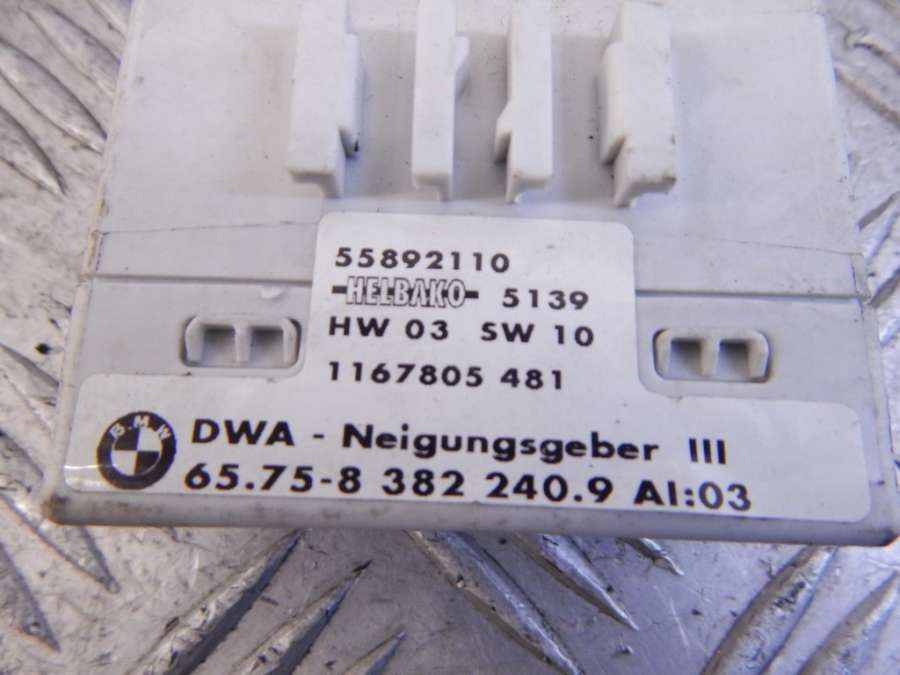 55892110
HELBAKO 5139
HW 03 SW 10
1167805 481
BMW
DWA - Neigungsgeber III
65.75-8 382 240.9 AI:03